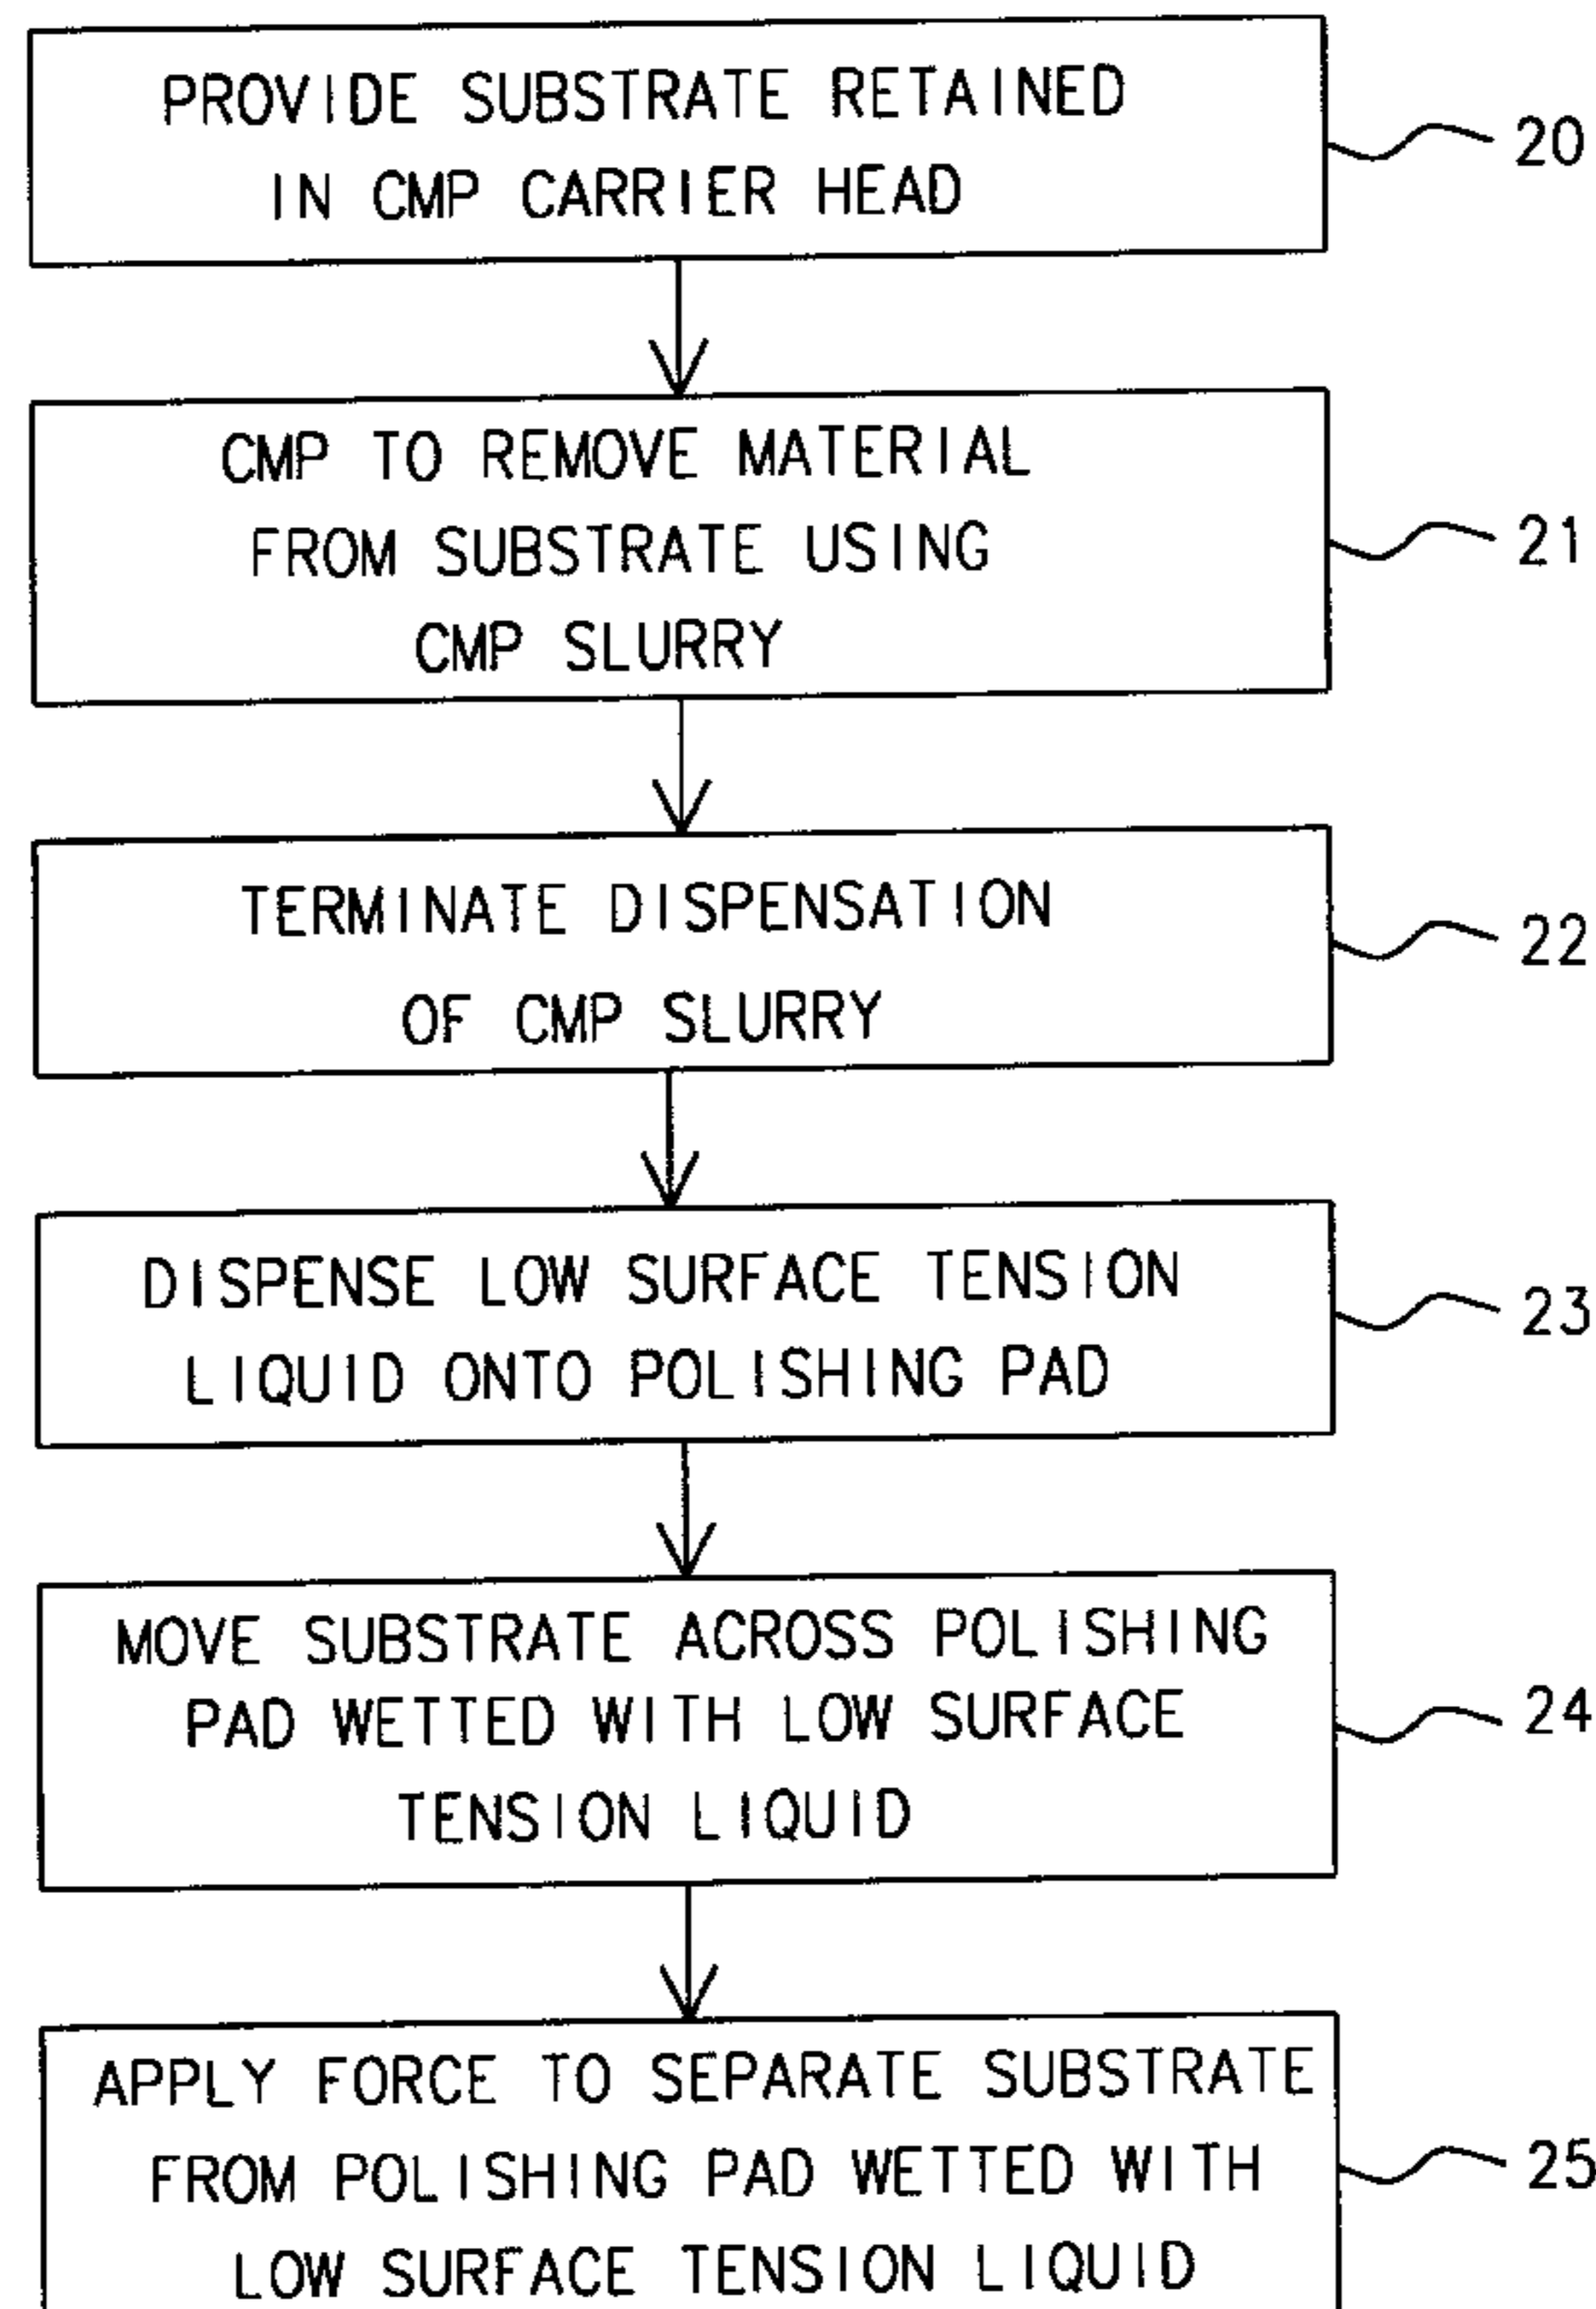 PROVIDE SUBSTRATE RETAINED
IN CMP CARRIER HEAD
20
CMP TO REMOVE MATERIAL
FROM SUBSTRATE USING
CMP SLURRY
21
TERMINATE DISPENSATION
OF CMP SLURRY
22
DISPENSE LOW SURFACE TENSION
LIQUID ONTO POLISHING PAD
23
MOVE SUBSTRATE ACROSS POLISHING
PAD WETTED WITH LOW SURFACE
TENSION LIQUID
24
APPLY FORCE TO SEPARATE SUBSTRATE
FROM POLISHING PAD WETTED WITH
LOW SURFACE TENSION LIQUID
25